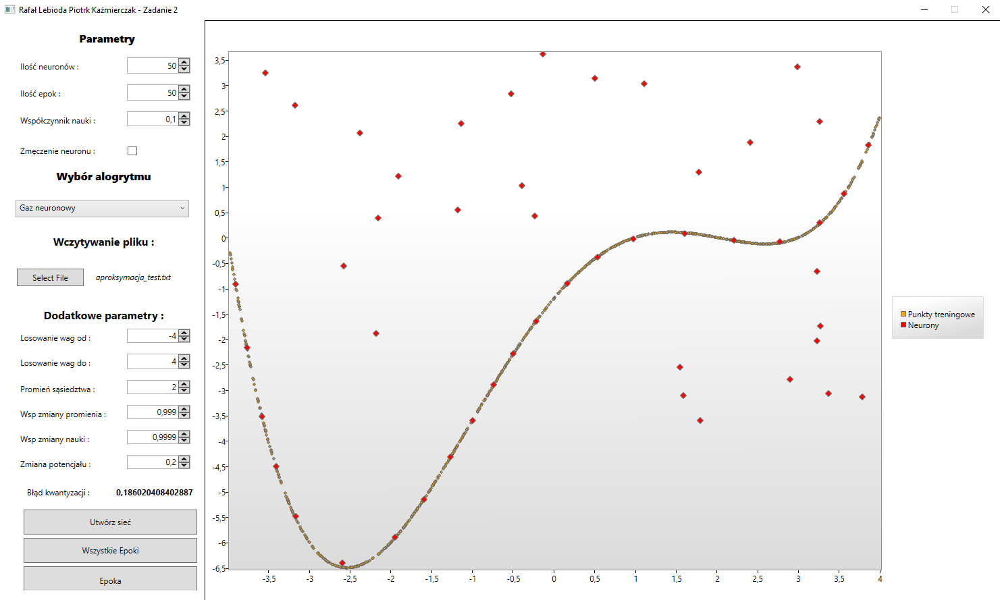 Rafał Lebioda Piotrk Kaźmierczak - Zadanie 2
Parametry
Ilość neuronów : 50
Ilość epok : 50
Współczynnik nauki : 0,1
Zmęczenie neuronu :
Wybór alogrytmu
Gaz neuronowy
Wczytywanie pliku :
Select File aproksymacja_test.txt
Dodatkowe parametry :
Losowanie wag od : -4
Losowanie wag do : 4
Promień sąsiedztwa : 2
Wsp zmiany promienia : 0,999
Wsp zmiany nauki : 0,9999
Zmiana potencjału : 0,2
Błąd kwantyzacji : 0,186020408402887
Utwórz sieć
Wszystkie Epoki
Epoka
3,5
3
2,5
2
1,5
1
0,5
0
-0,5
-1
-1,5
-2
-2,5
-3
-3,5
-4
-4,5
-5
-5,5
-6
-6,5
-3,5 -3 -2,5 -2 -1,5 -1 -0,5 0 0,5 1 1,5 2 2,5 3 3,5 4
Punkty treningowe
Neurony